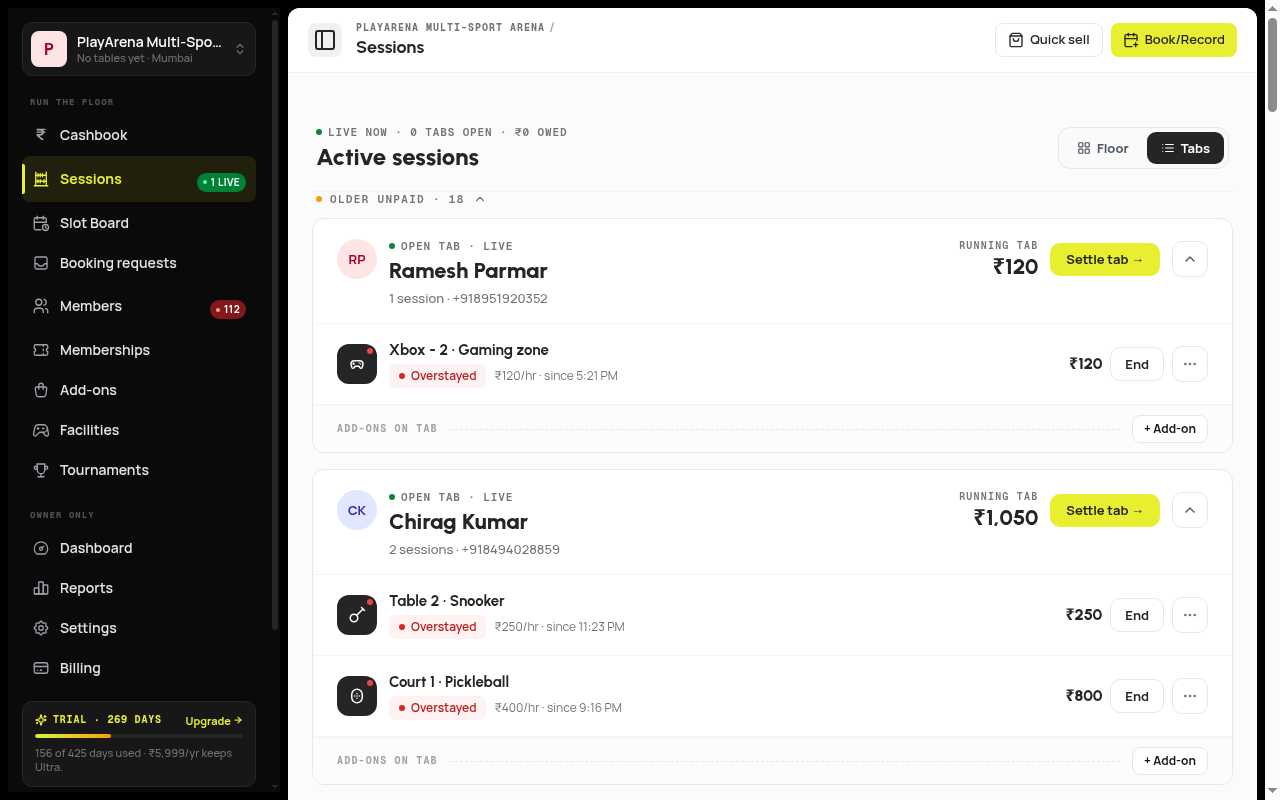 P
PlayArena Multi-Spo...
No tables yet · Mumbai
RUN THE FLOOR
Cashbook
Sessions
1 LIVE
Slot Board
Booking requests
Members
112
Memberships
Add-ons
Facilities
Tournaments
OWNER ONLY
Dashboard
Reports
Settings
Billing
TRIAL · 269 DAYS
Upgrade →
156 of 425 days used · ₹5,999/yr keeps
Ultra.
PLAYARENA MULTI-SPORT ARENA /
Sessions
Quick sell
Book/Record
LIVE NOW · 0 TABS OPEN · ₹0 OWED
Active sessions
Floor
Tabs
OLDER UNPAID · 18
RP
OPEN TAB · LIVE
Ramesh Parmar
1 session · +918951920352
RUNNING TAB
₹120
Settle tab →
Xbox - 2 · Gaming zone
Overstayed
₹120/hr · since 5:21 PM
₹120
End
ADD-ONS ON TAB
+ Add-on
CK
OPEN TAB · LIVE
Chirag Kumar
2 sessions · +918494028859
RUNNING TAB
₹1,050
Settle tab →
Table 2 · Snooker
Overstayed
₹250/hr · since 11:23 PM
₹250
End
Court 1 · Pickleball
Overstayed
₹400/hr · since 9:16 PM
₹800
End
ADD-ONS ON TAB
+ Add-on